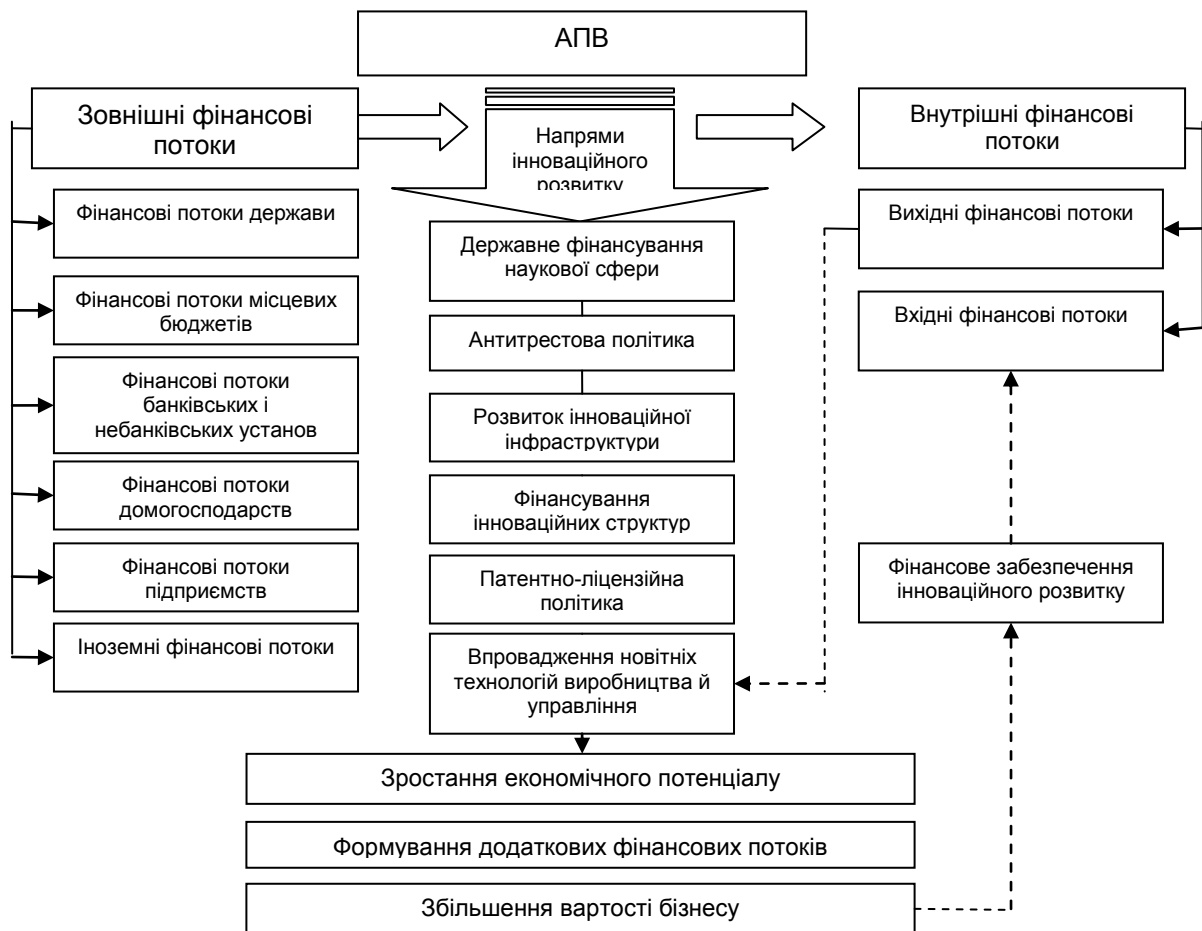 АПВ
Зовнішні фінансові
потоки
Фінансові потоки держави
Фінансові потоки місцевих
бюджетів
Фінансові потоки
банківських і
небанківських установ
Фінансові потоки
домогосподарств
Фінансові потоки
підприємств
Іноземні фінансові потоки
Напрями
інноваційного
розвитку
Державне фінансування
наукової сфери
Антитрестова політика
Розвиток інноваційної
інфраструктури
Фінансування
інноваційних структур
Патентно-ліцензійна
політика
Впровадження новітніх
технологій виробництва й
управління
Внутрішні фінансові
потоки
Вихідні фінансові потоки
Вхідні фінансові потоки
Фінансове забезпечення
інноваційного розвитку
Зростання економічного потенціалу
Формування додаткових фінансових потоків
Збільшення вартості бізнесу